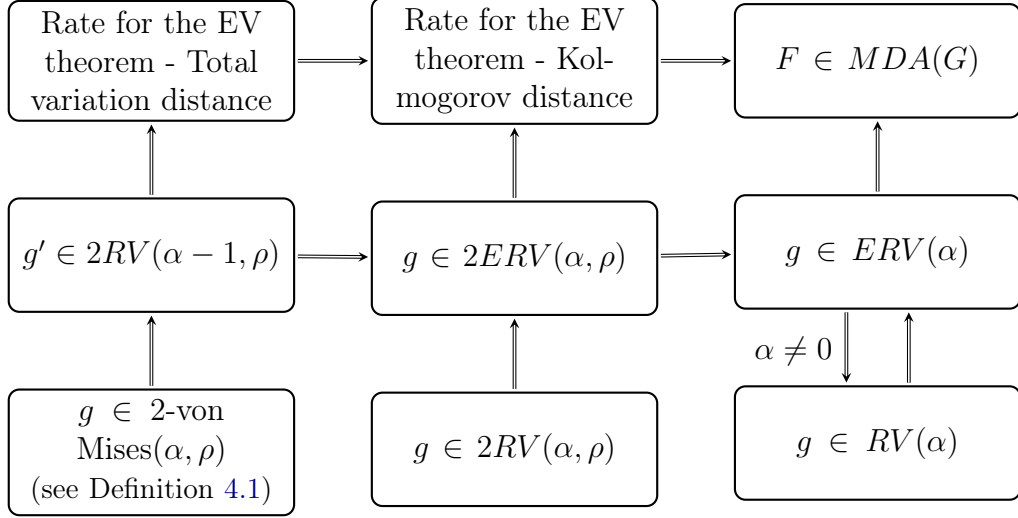 Rate for the EV
theorem - Total
variation distance
Rate for the EV
theorem - Kol-
mogorov distance
F ∈ MDA(G)
g′ ∈ 2RV(α − 1, ρ)
g ∈ 2ERV(α, ρ)
g ∈ ERV(α)
α ≠ 0
g ∈ 2-von
Mises(α, ρ)
(see Definition 4.1)
g ∈ 2RV(α, ρ)
g ∈ RV(α)